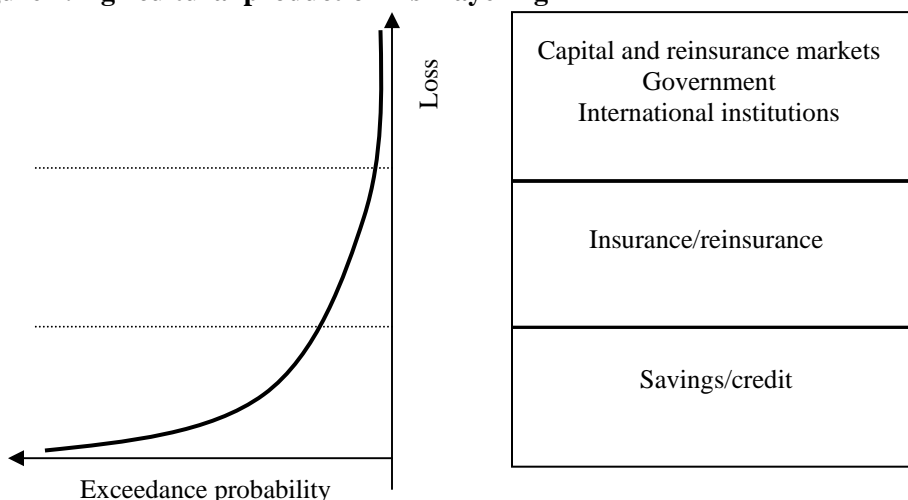 Loss
Exceedance probability
Capital and reinsurance markets
Government
International institutions
Insurance/reinsurance
Savings/credit